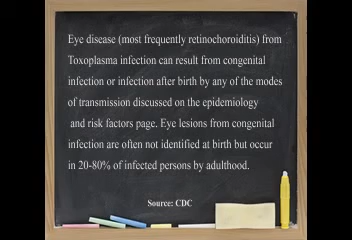 Eye disease (most frequently retinochoroiditis) from
Toxoplasma infection can result from congenital
infection or infection after birth by any of the modes
of transmission discussed on the epidemiology
and risk factors page. Eye lesions from congenital
infection are often not identified at birth but occur
in 20-80% of infected persons by adulthood.
Source: CDC